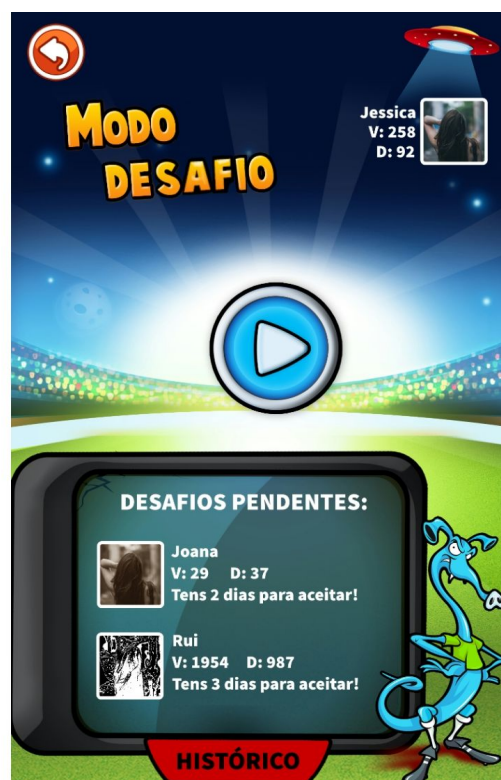 MODO
DESAFIO
Jessica
V: 258
D: 92
DESAFIOS PENDENTES:
Joana
V: 29 D: 37
Tens 2 dias para aceitar!
Rui
V: 1954 D: 987
Tens 3 dias para aceitar!
HISTÓRICO